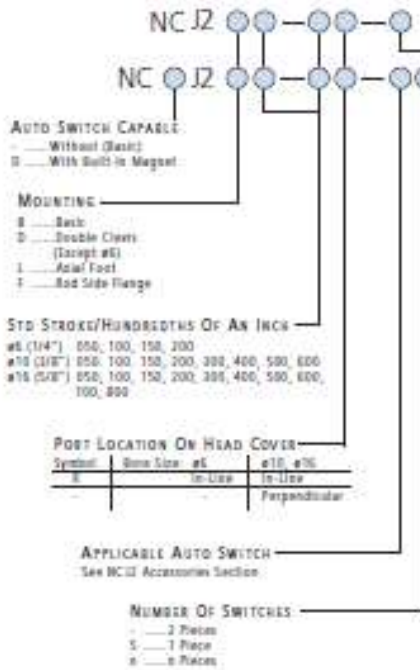 NC J2
NC J2
AUTO SWITCH CAPABLE
- ..... Without (Basic)
D ..... With Built-in Magnet
MOUNTING
B ..... Basic
D ..... Double Clevis
(Except ø6)
L ..... Axial Foot
F ..... Rod Side Flange
STD STROKE/HUNDREDTHS OF AN INCH
ø6 (1/4") 050, 100, 150, 200
ø10 (3/8") 050, 100, 150, 200, 300, 400, 500, 600
ø16 (5/8") 050, 100, 150, 200, 300, 400, 500, 600,
700, 800
PORT LOCATION ON HEAD COVER
Symbol Bore Size ø6 ø10, ø16
R In-Line In-Line
- - Perpendicular
APPLICABLE AUTO SWITCH
See NCJ2 Accessories Section
NUMBER OF SWITCHES
- ..... 2 Pieces
S ..... 1 Piece
n ..... n Pieces